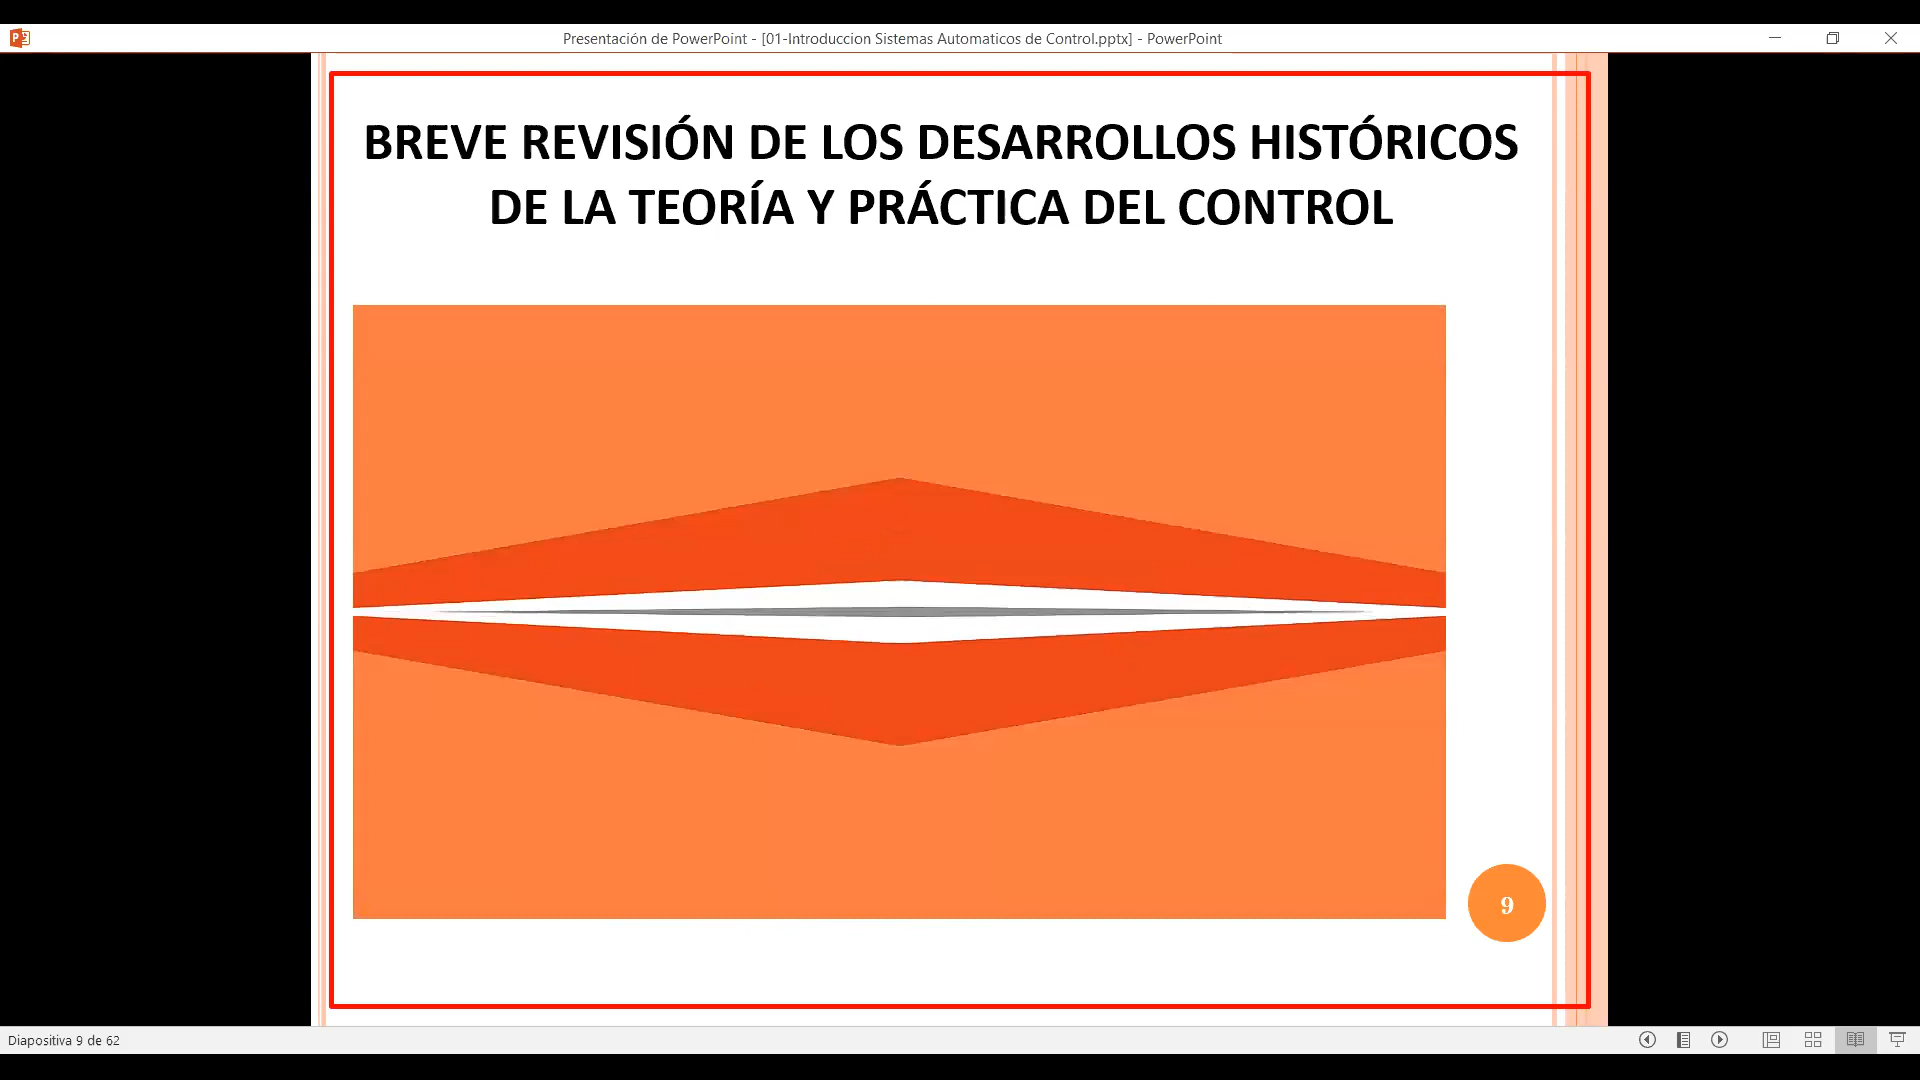 Presentación de PowerPoint - [01-Introduccion Sistemas Automaticos de Control.pptx] - PowerPoint
BREVE REVISIÓN DE LOS DESARROLLOS HISTÓRICOS
DE LA TEORÍA Y PRÁCTICA DEL CONTROL
9
Diapositiva 9 de 62